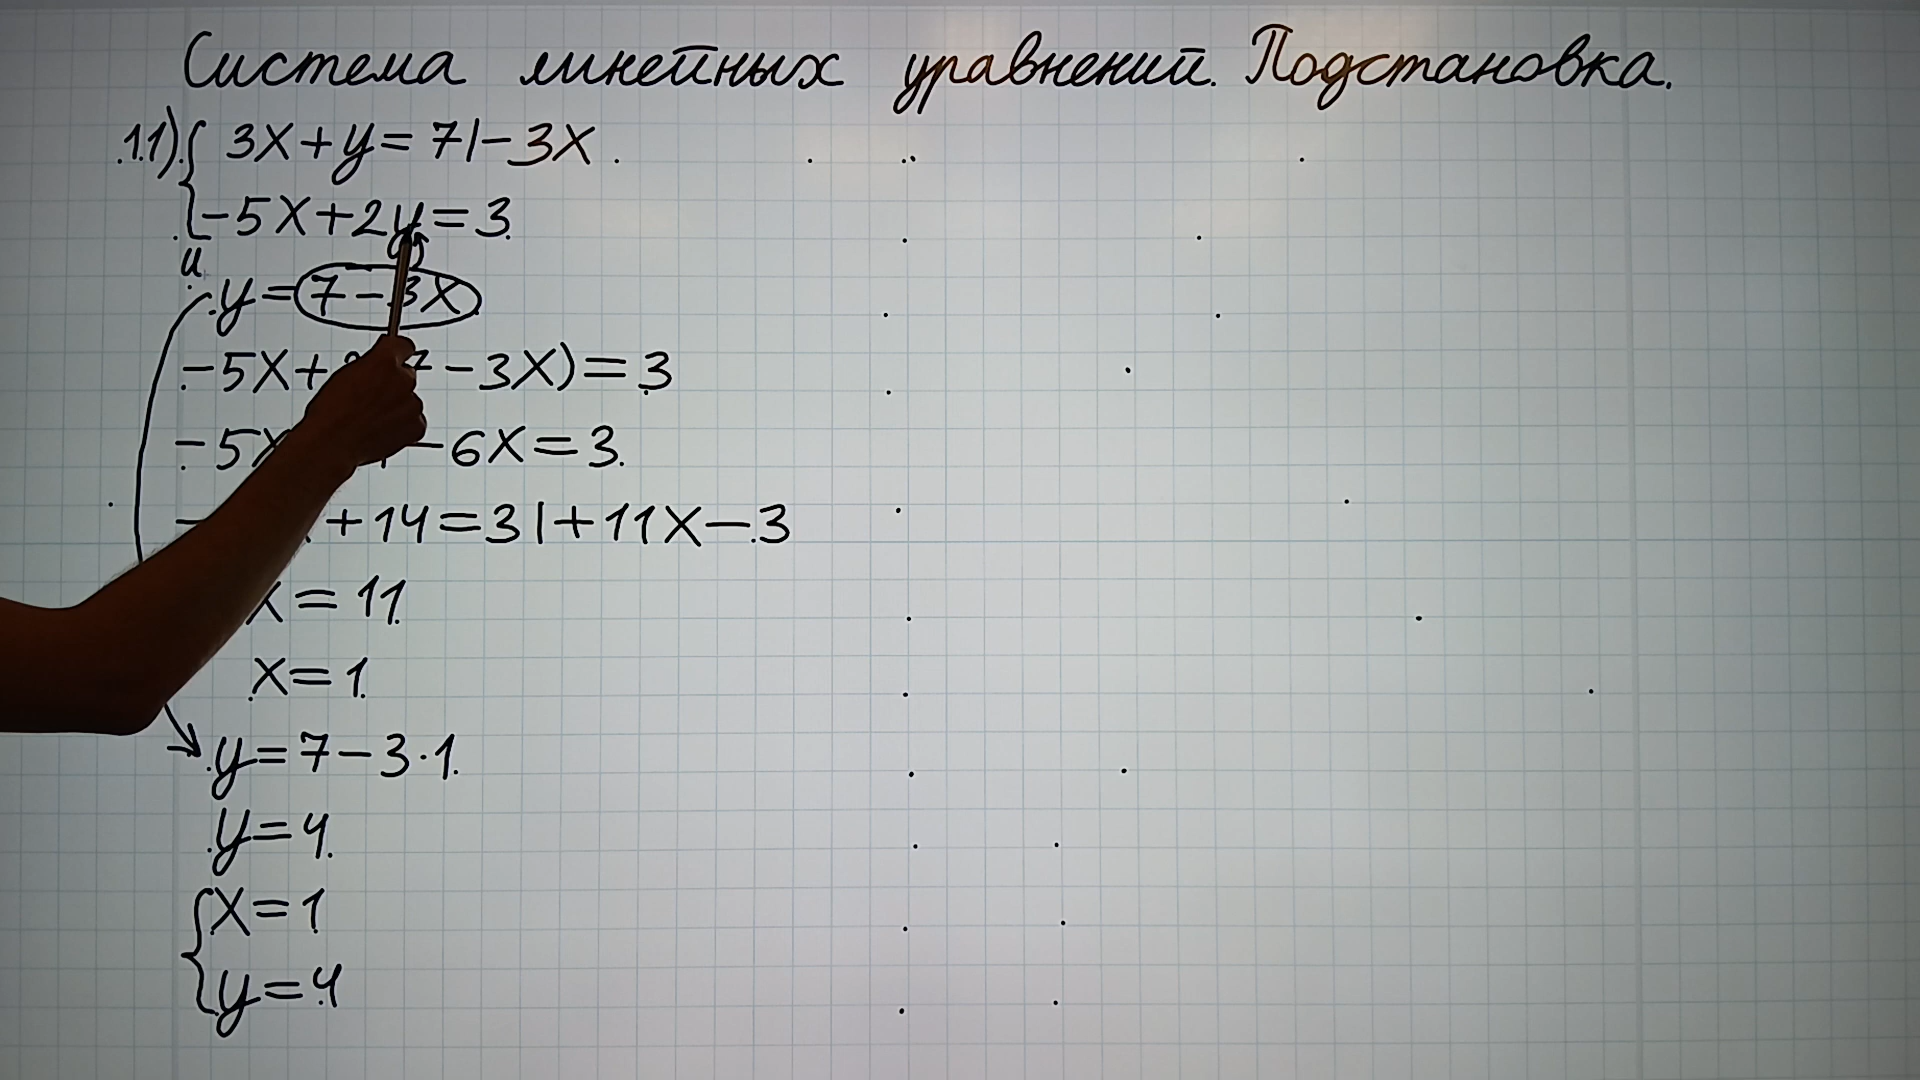 Система линейных уравнений. Подстановка.
1.1) { 3x+y=7|-3x
-5x+2y=3
и
y=7-3x
-5x+ 7-3x)=3
-5x -6x=3
- +14=3|+11x-3
x=11
x=1
y=7-3·1
y=4
{ x=1
y=4